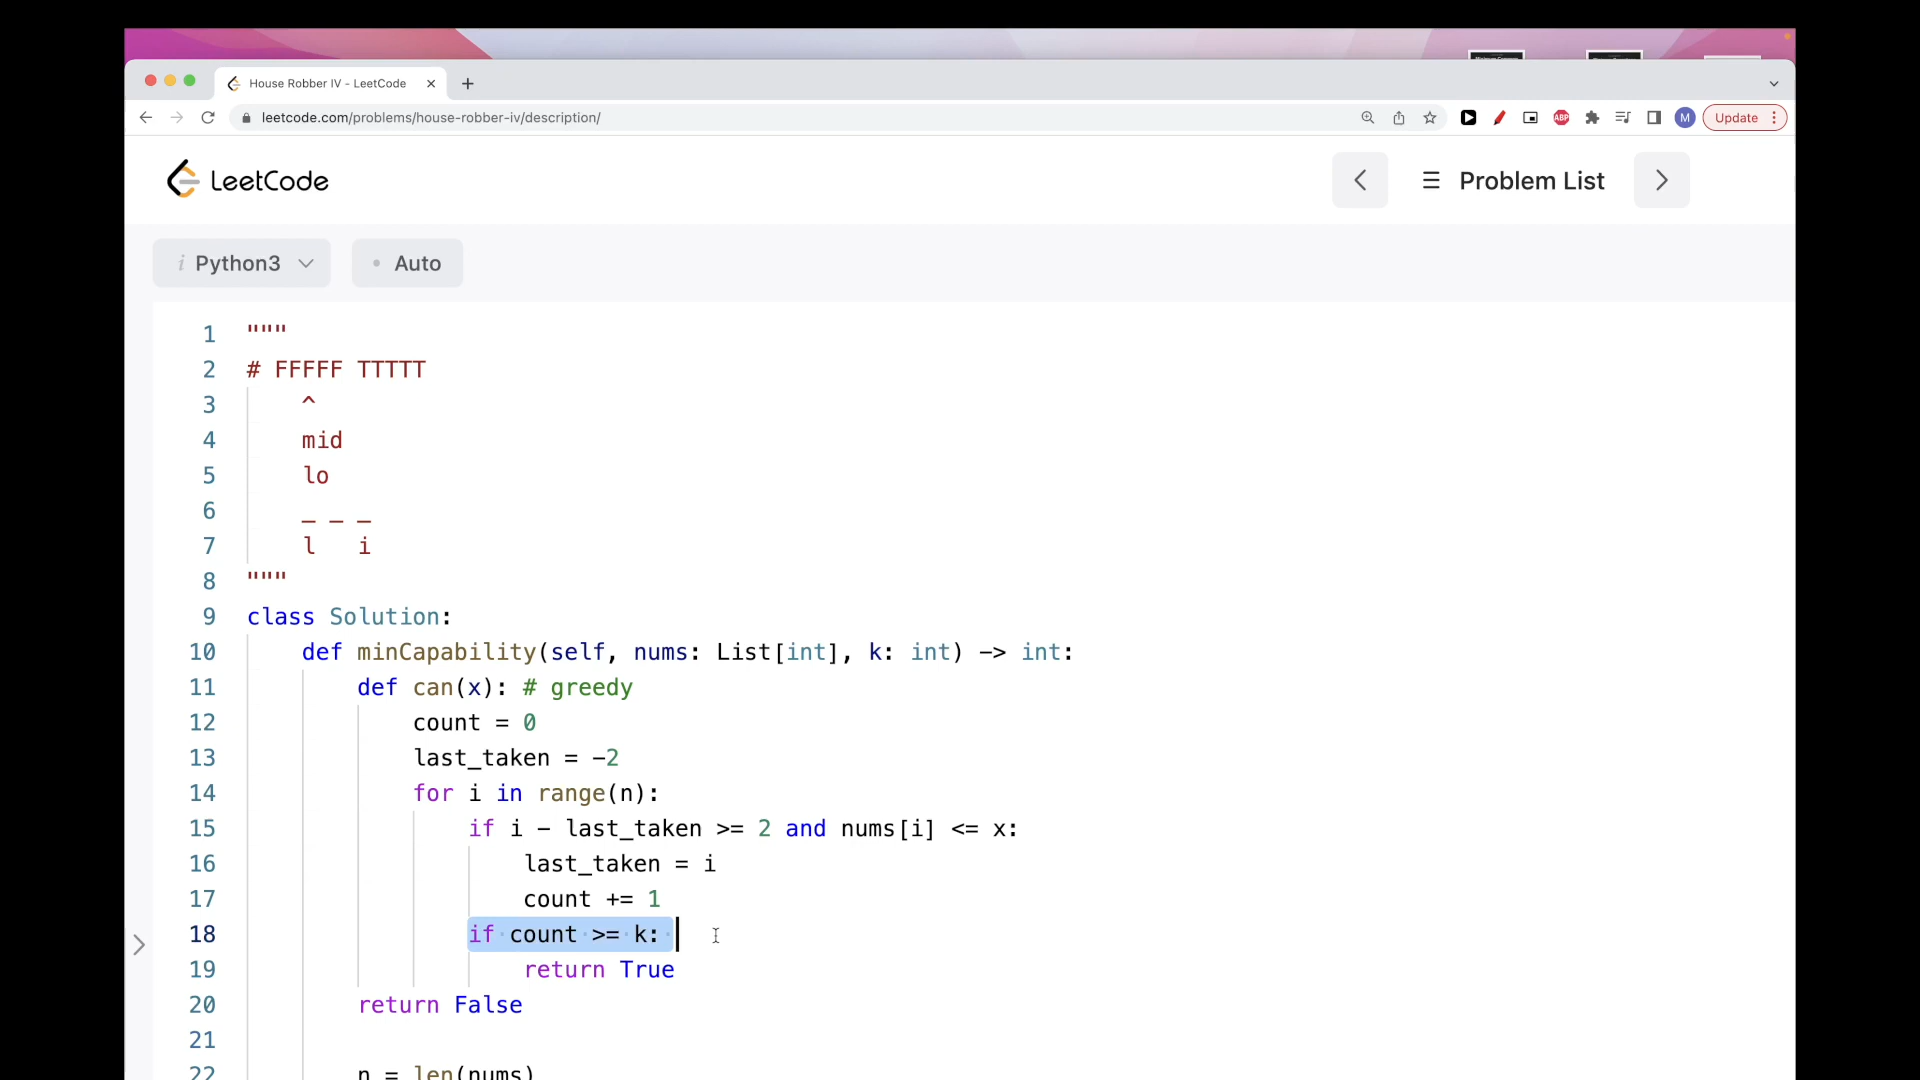 House Robber IV - LeetCode
leetcode.com/problems/house-robber-iv/description/
ABP
M
Update
LeetCode
Problem List
i Python3
Auto
1 """
2 # FFFFF TTTTT
3 ^
4 mid
5 lo
6 _ _ _
7 l i
8 """
9 class Solution:
10 def minCapability(self, nums: List[int], k: int) -> int:
11 def can(x): # greedy
12 count = 0
13 last_taken = -2
14 for i in range(n):
15 if i - last_taken >= 2 and nums[i] <= x:
16 last_taken = i
17 count += 1
18 if count >= k:
19 return True
20 return False
21
22 n = len(nums)